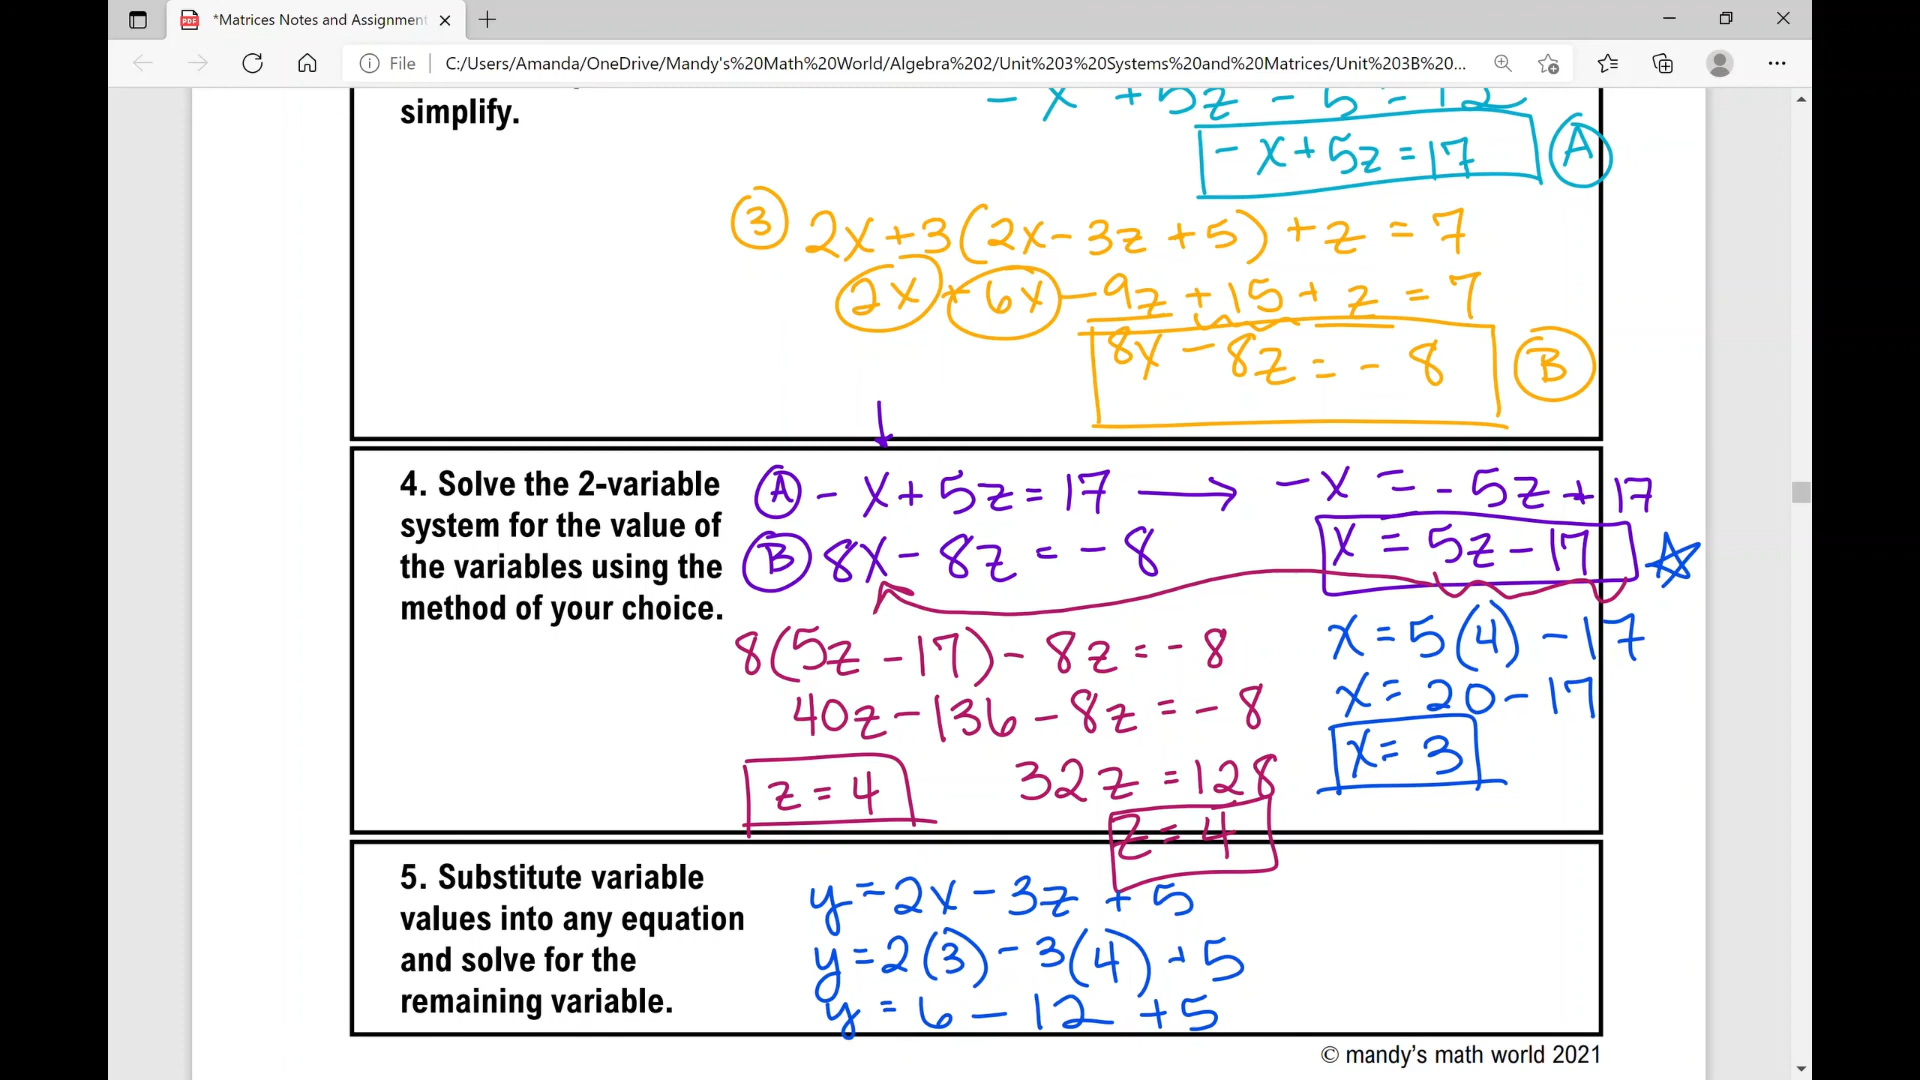 *Matrices Notes and Assignment
File C:/Users/Amanda/OneDrive/Mandy's%20Math%20World/Algebra%202/Unit%203%20Systems%20and%20Matrices/Unit%203B%20...
simplify.
- x + 5z - 5 = 12
- x + 5z = 17 A
3 2x + 3(2x - 3z + 5) + z = 7
2x + 6x - 9z + 15 + z = 7
8x - 8z = - 8 B
4. Solve the 2-variable
system for the value of
the variables using the
method of your choice.
A - x + 5z = 17 → - x = - 5z + 17
B 8x - 8z = - 8
x = 5z - 17
8(5z - 17) - 8z = - 8
40z - 136 - 8z = - 8
32z = 128
z = 4
z = 4
x = 5(4) - 17
x = 20 - 17
x = 3
5. Substitute variable
values into any equation
and solve for the
remaining variable.
y = 2x - 3z + 5
y = 2(3) - 3(4) + 5
y = 6 - 12 + 5
© mandy's math world 2021